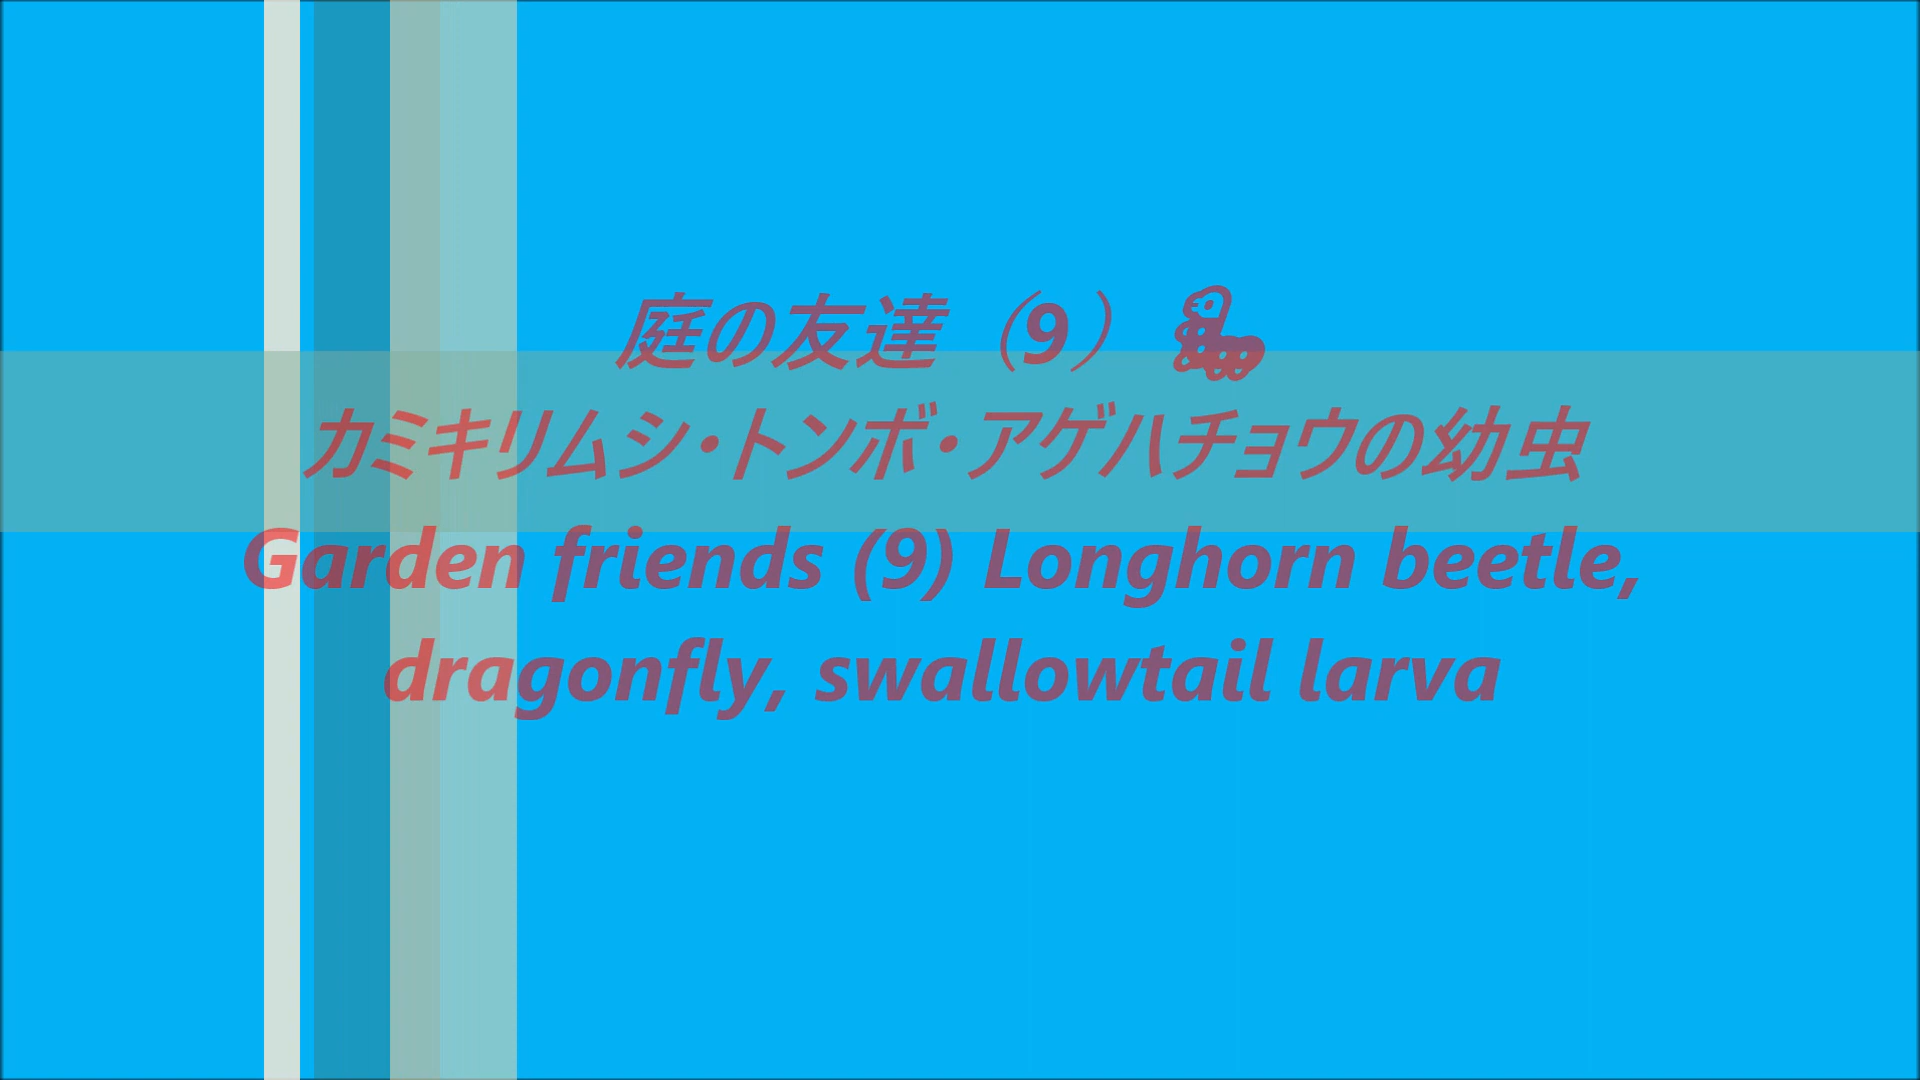 庭の友達（9）🐛
カミキリムシ・トンボ・アゲハチョウの幼虫
Garden friends (9) Longhorn beetle,
dragonfly, swallowtail larva